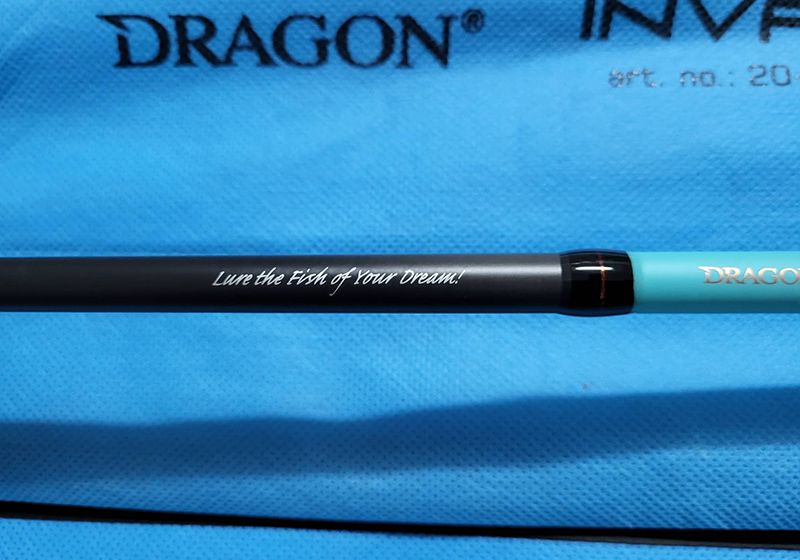 DRAGON®
art. no.: 20
Lure the Fish of Your Dream!
DRAGON